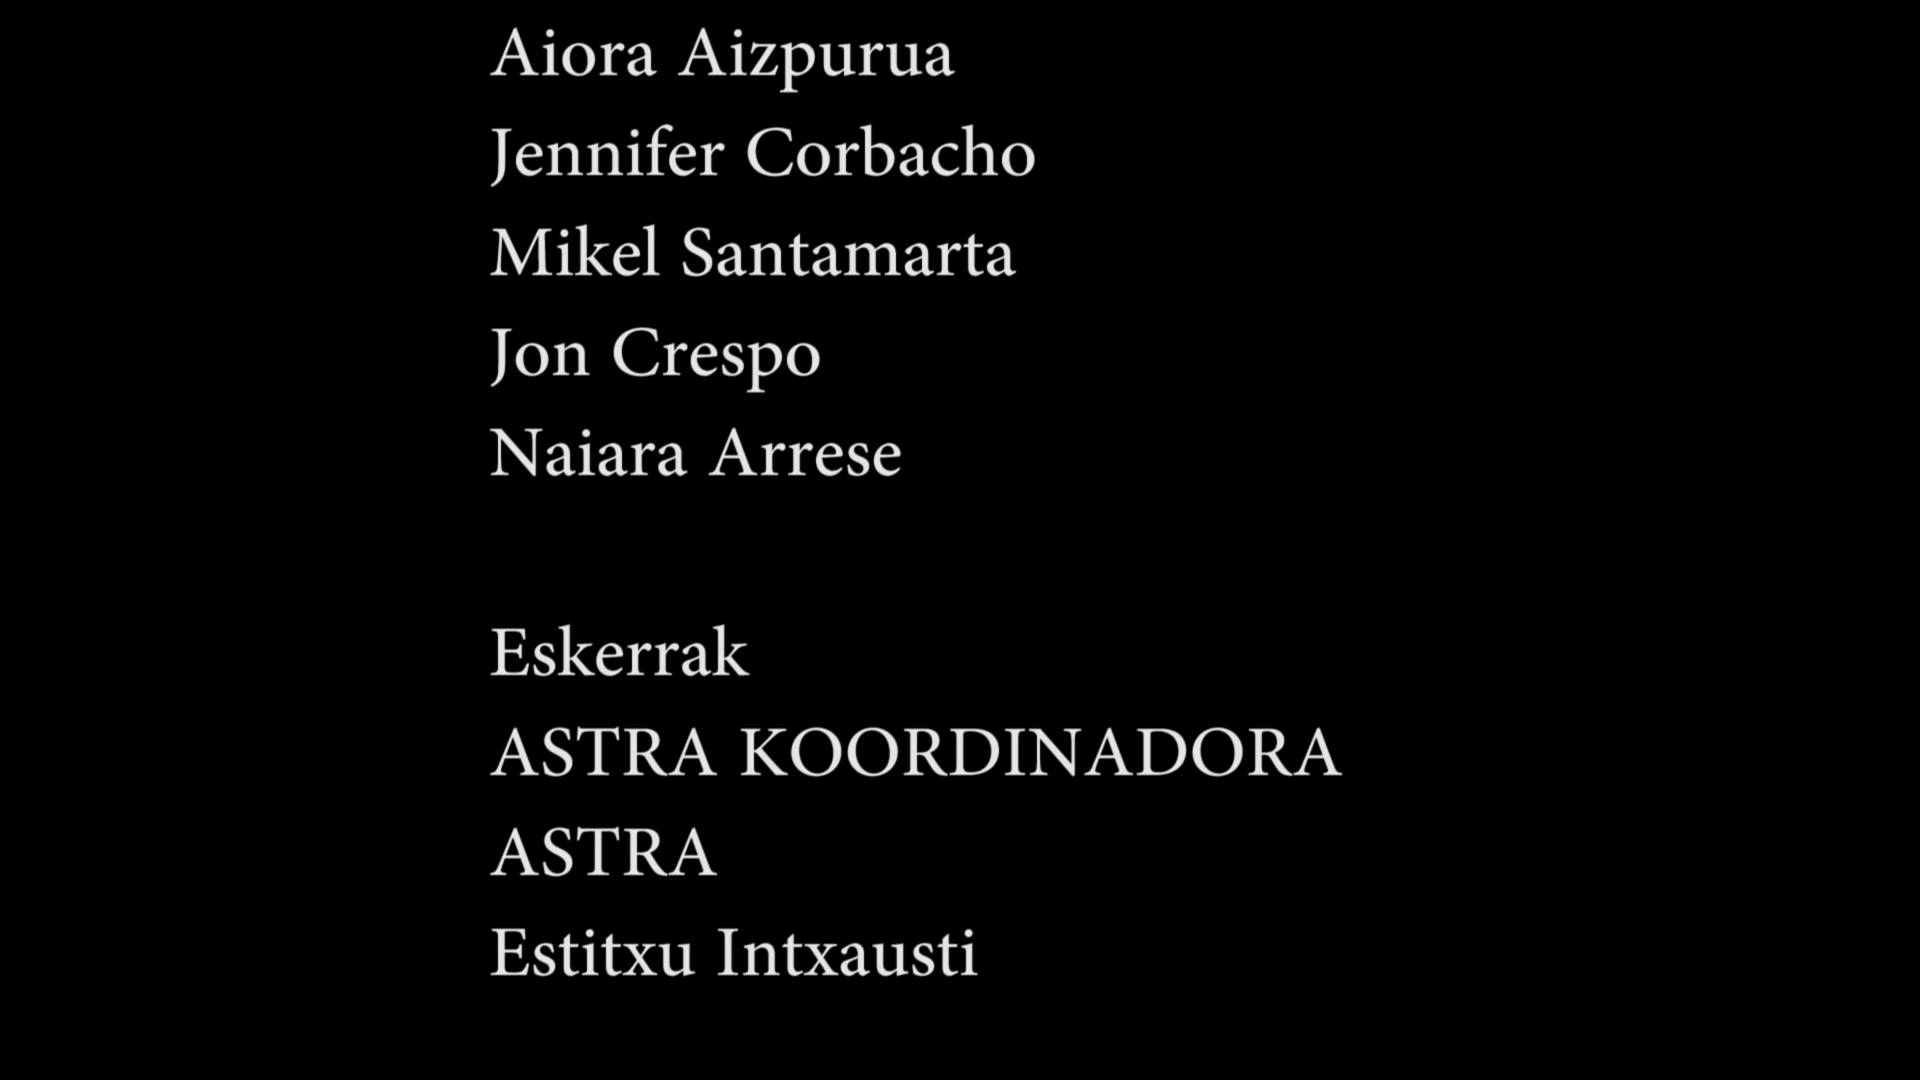 Aiora Aizpurua
Jennifer Corbacho
Mikel Santamarta
Jon Crespo
Naiara Arrese
Eskerrak
ASTRA KOORDINADORA
ASTRA
Estitxu Intxausti